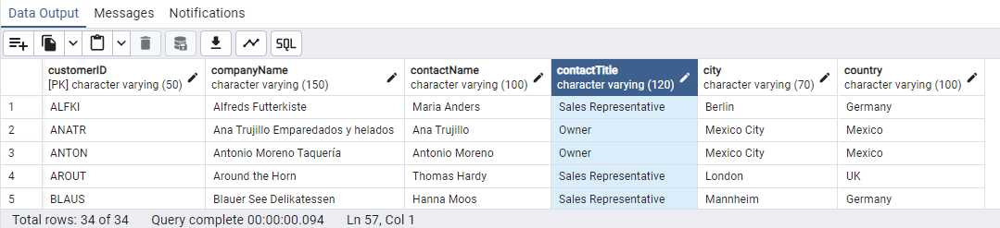 Data Output Messages Notifications
SQL
customerID companyName contactName contactTitle city country
[PK] character varying (50) character varying (150) character varying (100) character varying (120) character varying (70) character varying (100)
1 ALFKI Alfreds Futterkiste Maria Anders Sales Representative Berlin Germany
2 ANATR Ana Trujillo Emparedados y helados Ana Trujillo Owner Mexico City Mexico
3 ANTON Antonio Moreno Taquería Antonio Moreno Owner Mexico City Mexico
4 AROUT Around the Horn Thomas Hardy Sales Representative London UK
5 BLAUS Blauer See Delikatessen Hanna Moos Sales Representative Mannheim Germany
Total rows: 34 of 34 Query complete 00:00:00.094 Ln 57, Col 1